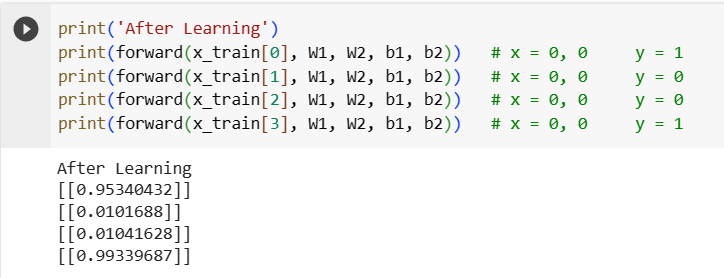 print('After Learning')
print(forward(x_train[0], W1, W2, b1, b2))   # x = 0, 0     y = 1
print(forward(x_train[1], W1, W2, b1, b2))   # x = 0, 0     y = 0
print(forward(x_train[2], W1, W2, b1, b2))   # x = 0, 0     y = 0
print(forward(x_train[3], W1, W2, b1, b2))   # x = 0, 0     y = 1
After Learning
[[0.95340432]]
[[0.0101688]]
[[0.01041628]]
[[0.99339687]]